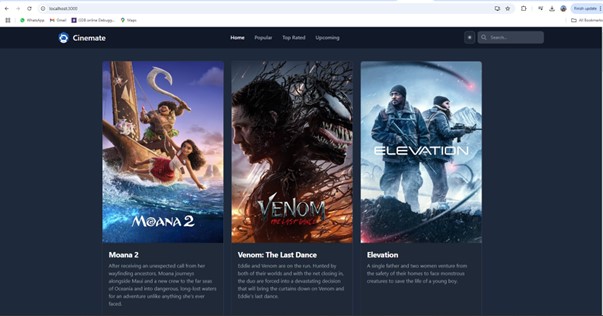 localhost:3000
Finish update
WhatsApp Gmail GDB online Debugg... Maps
All Bookmarks
Cinemate Home Popular Top Rated Upcoming Search...
MOANA 2
VENOM
THE LAST DANCE
ELEVATION
Moana 2
After receiving an unexpected call from her
wayfinding ancestors, Moana journeys
alongside Maui and a new crew to the far seas
of Oceania and into dangerous, long-lost waters
for an adventure unlike anything she's ever
faced.
Venom: The Last Dance
Eddie and Venom are on the run. Hunted by
both of their worlds and with the net closing in,
the duo are forced into a devastating decision
that will bring the curtains down on Venom and
Eddie's last dance.
Elevation
A single father and two women venture from
the safety of their homes to face monstrous
creatures to save the life of a young boy.